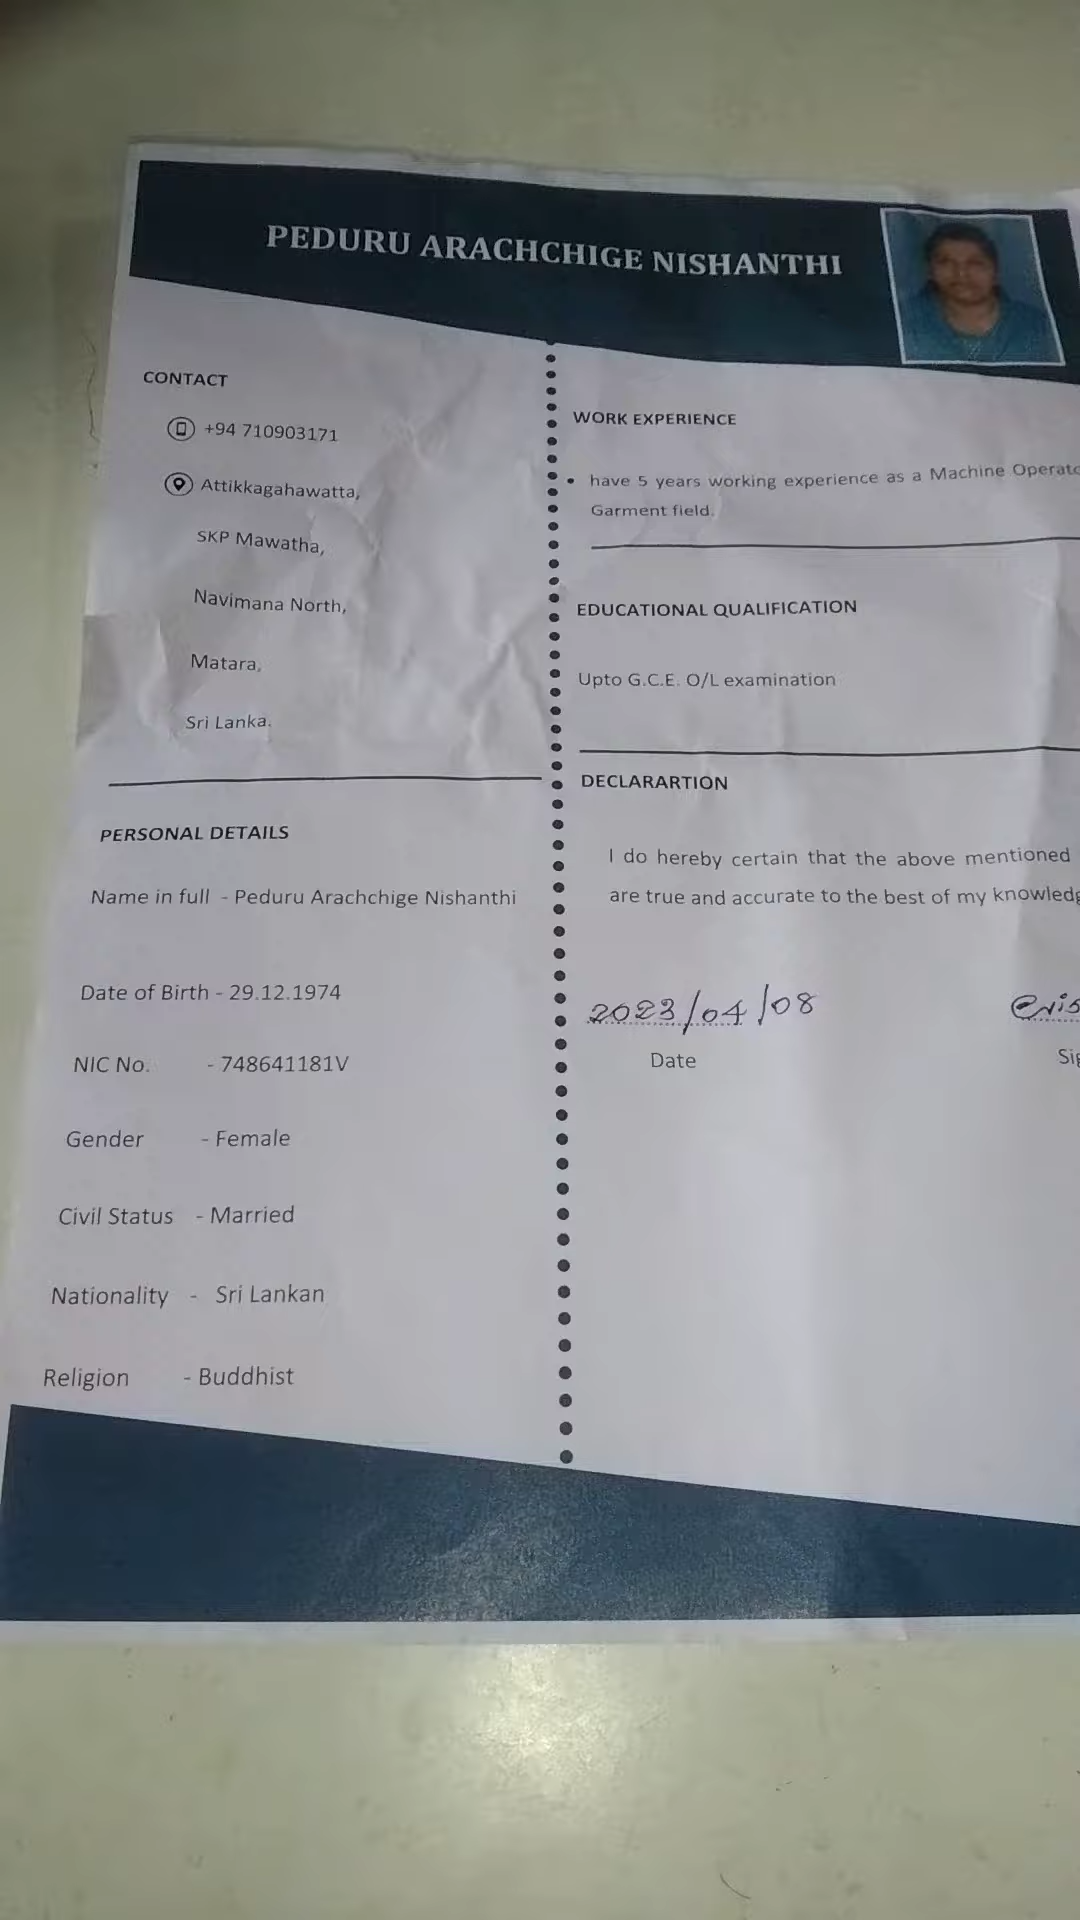 PEDURU ARACHCHIGE NISHANTHI
CONTACT
+94 710903171
Attikkagahawatta,
SKP Mawatha,
Navimana North,
Matara,
Sri Lanka.
PERSONAL DETAILS
Name in full - Peduru Arachchige Nishanthi
Date of Birth - 29.12.1974
NIC No. - 748641181V
Gender - Female
Civil Status - Married
Nationality - Sri Lankan
Religion - Buddhist
WORK EXPERIENCE
• have 5 years working experience as a Machine
Garment field.
EDUCATIONAL QUALIFICATION
Upto G.C.E. O/L examination
DECLARARTION
I do hereby certain that the above mentioned
are true and accurate to the best of my
2023/04/08
Date